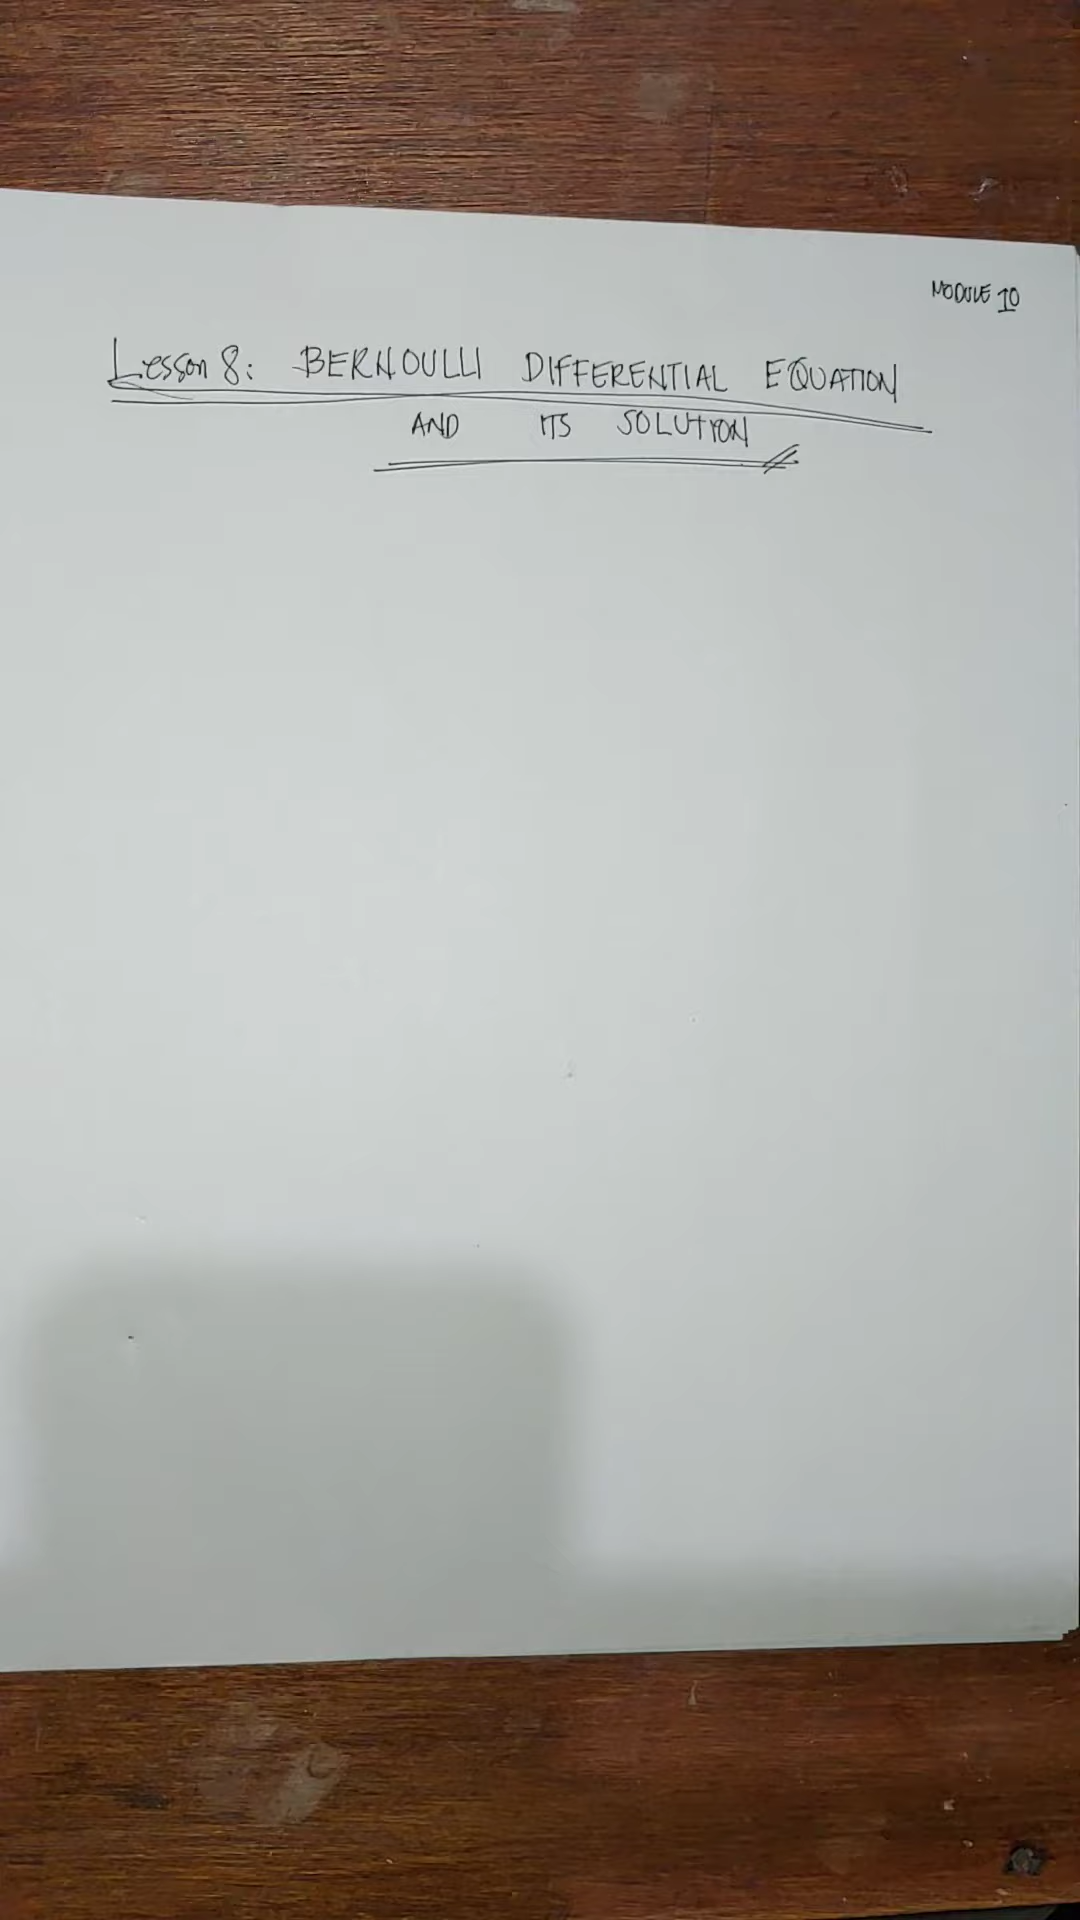 MODULE 10
Lesson 8: BERNOULLI DIFFERENTIAL EQUATION
AND ITS SOLUTION